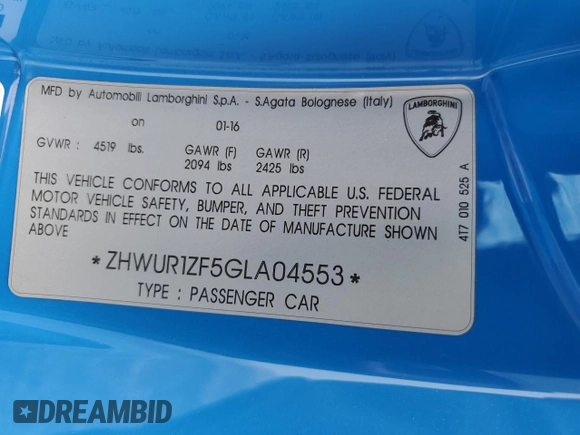 MFD by Automobili Lamborghini S.p.A. - S.Agata Bolognese (Italy)
on 01-16
GVWR : 4519 lbs. GAWR (F) GAWR (R)
2094 lbs 2425 lbs
THIS VEHICLE CONFORMS TO ALL APPLICABLE U.S. FEDERAL
MOTOR VEHICLE SAFETY, BUMPER, AND THEFT PREVENTION
STANDARDS IN EFFECT ON THE DATE OF MANUFACTURE SHOWN
ABOVE
*ZHWUR1ZF5GLA04553*
TYPE : PASSENGER CAR
LAMBORGHINI
4T7 010 525 A
DREAMBID